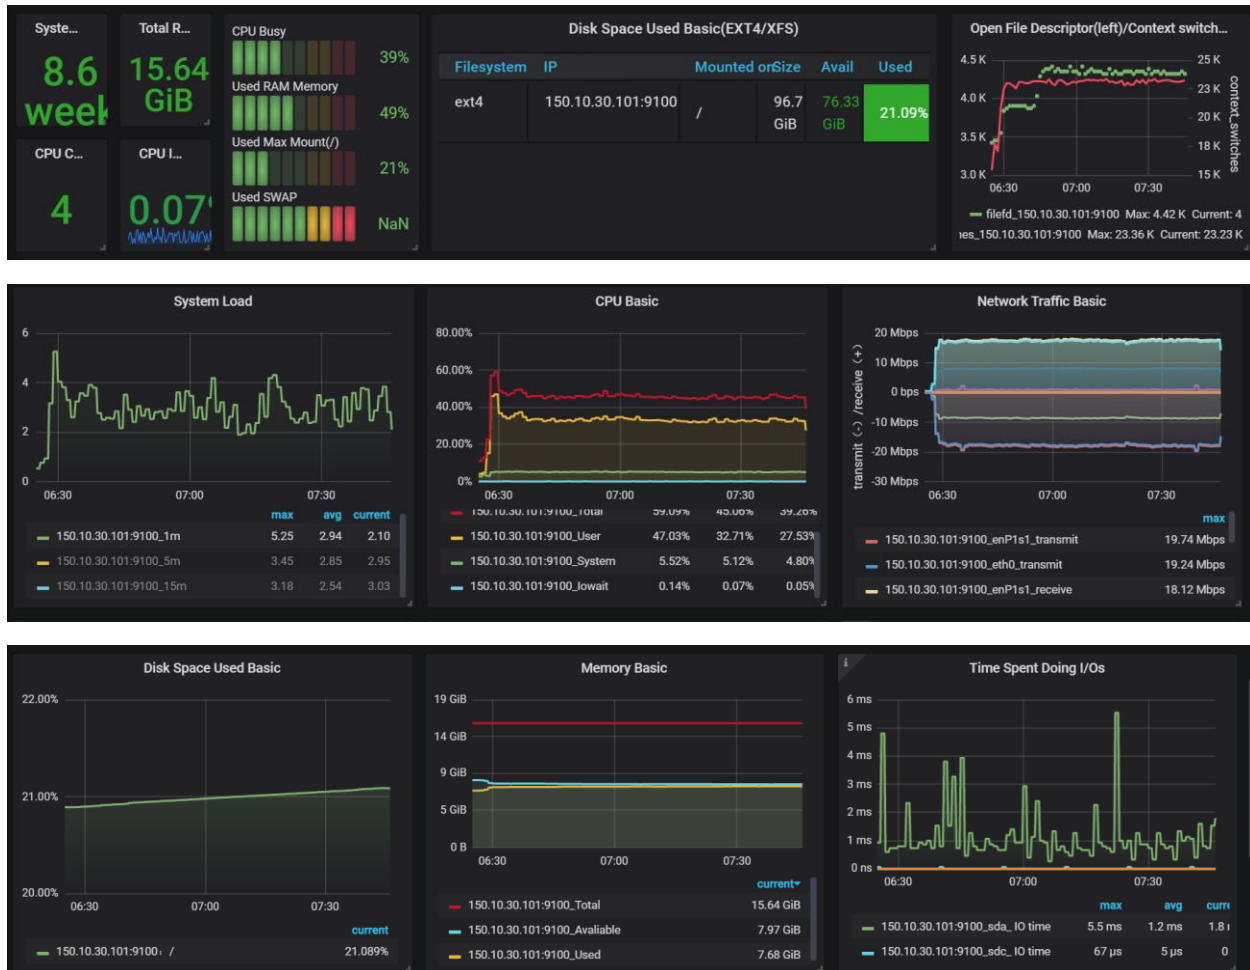 Syste...
8.6
week
Total R...
15.64
GiB
CPU C...
4
CPU I...
0.07
CPU Busy
39%
Used RAM Memory
49%
Used Max Mount(/)
21%
Used SWAP
NaN
Disk Space Used Basic(EXT4/XFS)
Filesystem IP Mounted on Size Avail Used
ext4 150.10.30.101:9100 / 96.7 GiB 76.33 GiB 21.09%
Open File Descriptor(left)/Context switch...
4.5 K
4.0 K
3.5 K
3.0 K
25 K
23 K
20 K
18 K
15 K
context_switches
06:30 07:00 07:30
filefd_150.10.30.101:9100 Max: 4.42 K Current: 4
hes_150.10.30.101:9100 Max: 23.36 K Current: 23.23 K
System Load
6
4
2
0
06:30 07:00 07:30
max avg current
150.10.30.101:9100_1m 5.25 2.94 2.10
150.10.30.101:9100_5m 3.45 2.85 2.95
150.10.30.101:9100_15m 3.18 2.54 3.03
CPU Basic
80.00%
60.00%
40.00%
20.00%
0%
06:30 07:00 07:30
150.10.30.101:9100_Total 59.09% 45.06% 39.26%
150.10.30.101:9100_User 47.03% 32.71% 27.53%
150.10.30.101:9100_System 5.52% 5.12% 4.80%
150.10.30.101:9100_Iowait 0.14% 0.07% 0.05%
Network Traffic Basic
transmit（-）/receive（+）
20 Mbps
10 Mbps
0 bps
-10 Mbps
-20 Mbps
-30 Mbps
06:30 07:00 07:30
max
150.10.30.101:9100_enP1s1_transmit 19.74 Mbps
150.10.30.101:9100_eth0_transmit 19.24 Mbps
150.10.30.101:9100_enP1s1_receive 18.12 Mbps
Disk Space Used Basic
22.00%
21.00%
20.00%
06:30 07:00 07:30
current
150.10.30.101:9100：/ 21.089%
Memory Basic
19 GiB
14 GiB
9 GiB
5 GiB
0 B
06:30 07:00 07:30
current
150.10.30.101:9100_Total 15.64 GiB
150.10.30.101:9100_Avaliable 7.97 GiB
150.10.30.101:9100_Used 7.68 GiB
i
Time Spent Doing I/Os
6 ms
5 ms
4 ms
3 ms
2 ms
1 ms
0 ns
06:30 07:00 07:30
max avg curre
150.10.30.101:9100_sda_ IO time 5.5 ms 1.2 ms 1.8
150.10.30.101:9100_sdc_ IO time 67 µs 5 µs 0